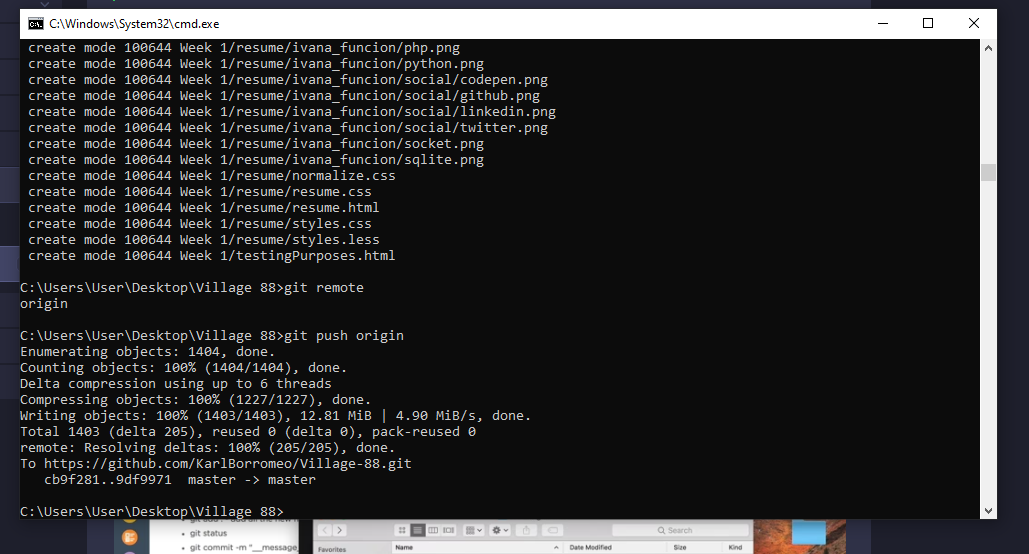 C:\Windows\System32\cmd.exe
create mode 100644 Week 1/resume/ivana_funcion/php.png
create mode 100644 Week 1/resume/ivana_funcion/python.png
create mode 100644 Week 1/resume/ivana_funcion/social/codepen.png
create mode 100644 Week 1/resume/ivana_funcion/social/github.png
create mode 100644 Week 1/resume/ivana_funcion/social/linkedin.png
create mode 100644 Week 1/resume/ivana_funcion/social/twitter.png
create mode 100644 Week 1/resume/ivana_funcion/socket.png
create mode 100644 Week 1/resume/ivana_funcion/sqlite.png
create mode 100644 Week 1/resume/normalize.css
create mode 100644 Week 1/resume/resume.css
create mode 100644 Week 1/resume/resume.html
create mode 100644 Week 1/resume/styles.css
create mode 100644 Week 1/resume/styles.less
create mode 100644 Week 1/testingPurposes.html
C:\Users\User\Desktop\Village 88>git remote
origin
C:\Users\User\Desktop\Village 88>git push origin
Enumerating objects: 1404, done.
Counting objects: 100% (1404/1404), done.
Delta compression using up to 6 threads
Compressing objects: 100% (1227/1227), done.
Writing objects: 100% (1403/1403), 12.81 MiB | 4.90 MiB/s, done.
Total 1403 (delta 205), reused 0 (delta 0), pack-reused 0
remote: Resolving deltas: 100% (205/205), done.
To https://github.com/KarlBorromeo/Village-88.git
cb9f281..9df9971  master -> master
C:\Users\User\Desktop\Village 88>
git status
git commit -m "__message_
Search
Favorites
Name Date Modified Size Kind